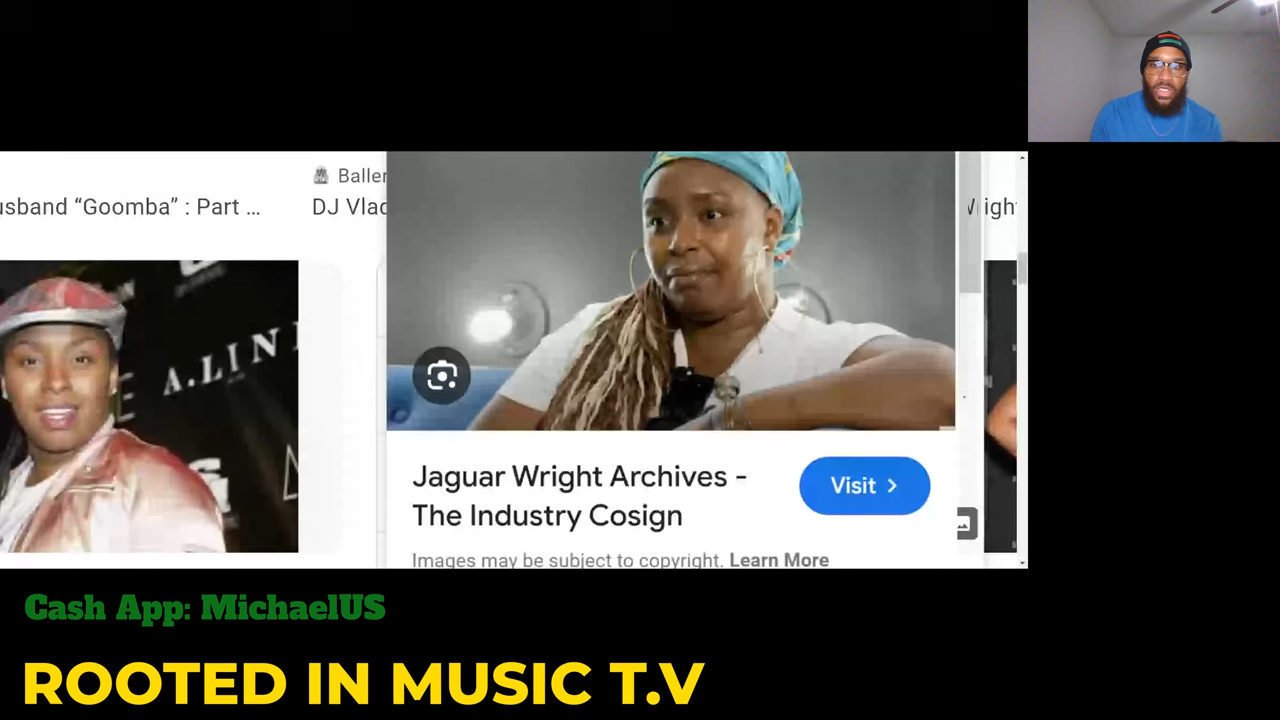 Baller
usband “Goomba” : Part ...
DJ Vlad
Wright
A.LIN
Jaguar Wright Archives -
The Industry Cosign
Visit >
Images may be subject to copyright. Learn More
Cash App: MichaelUS
ROOTED IN MUSIC T.V